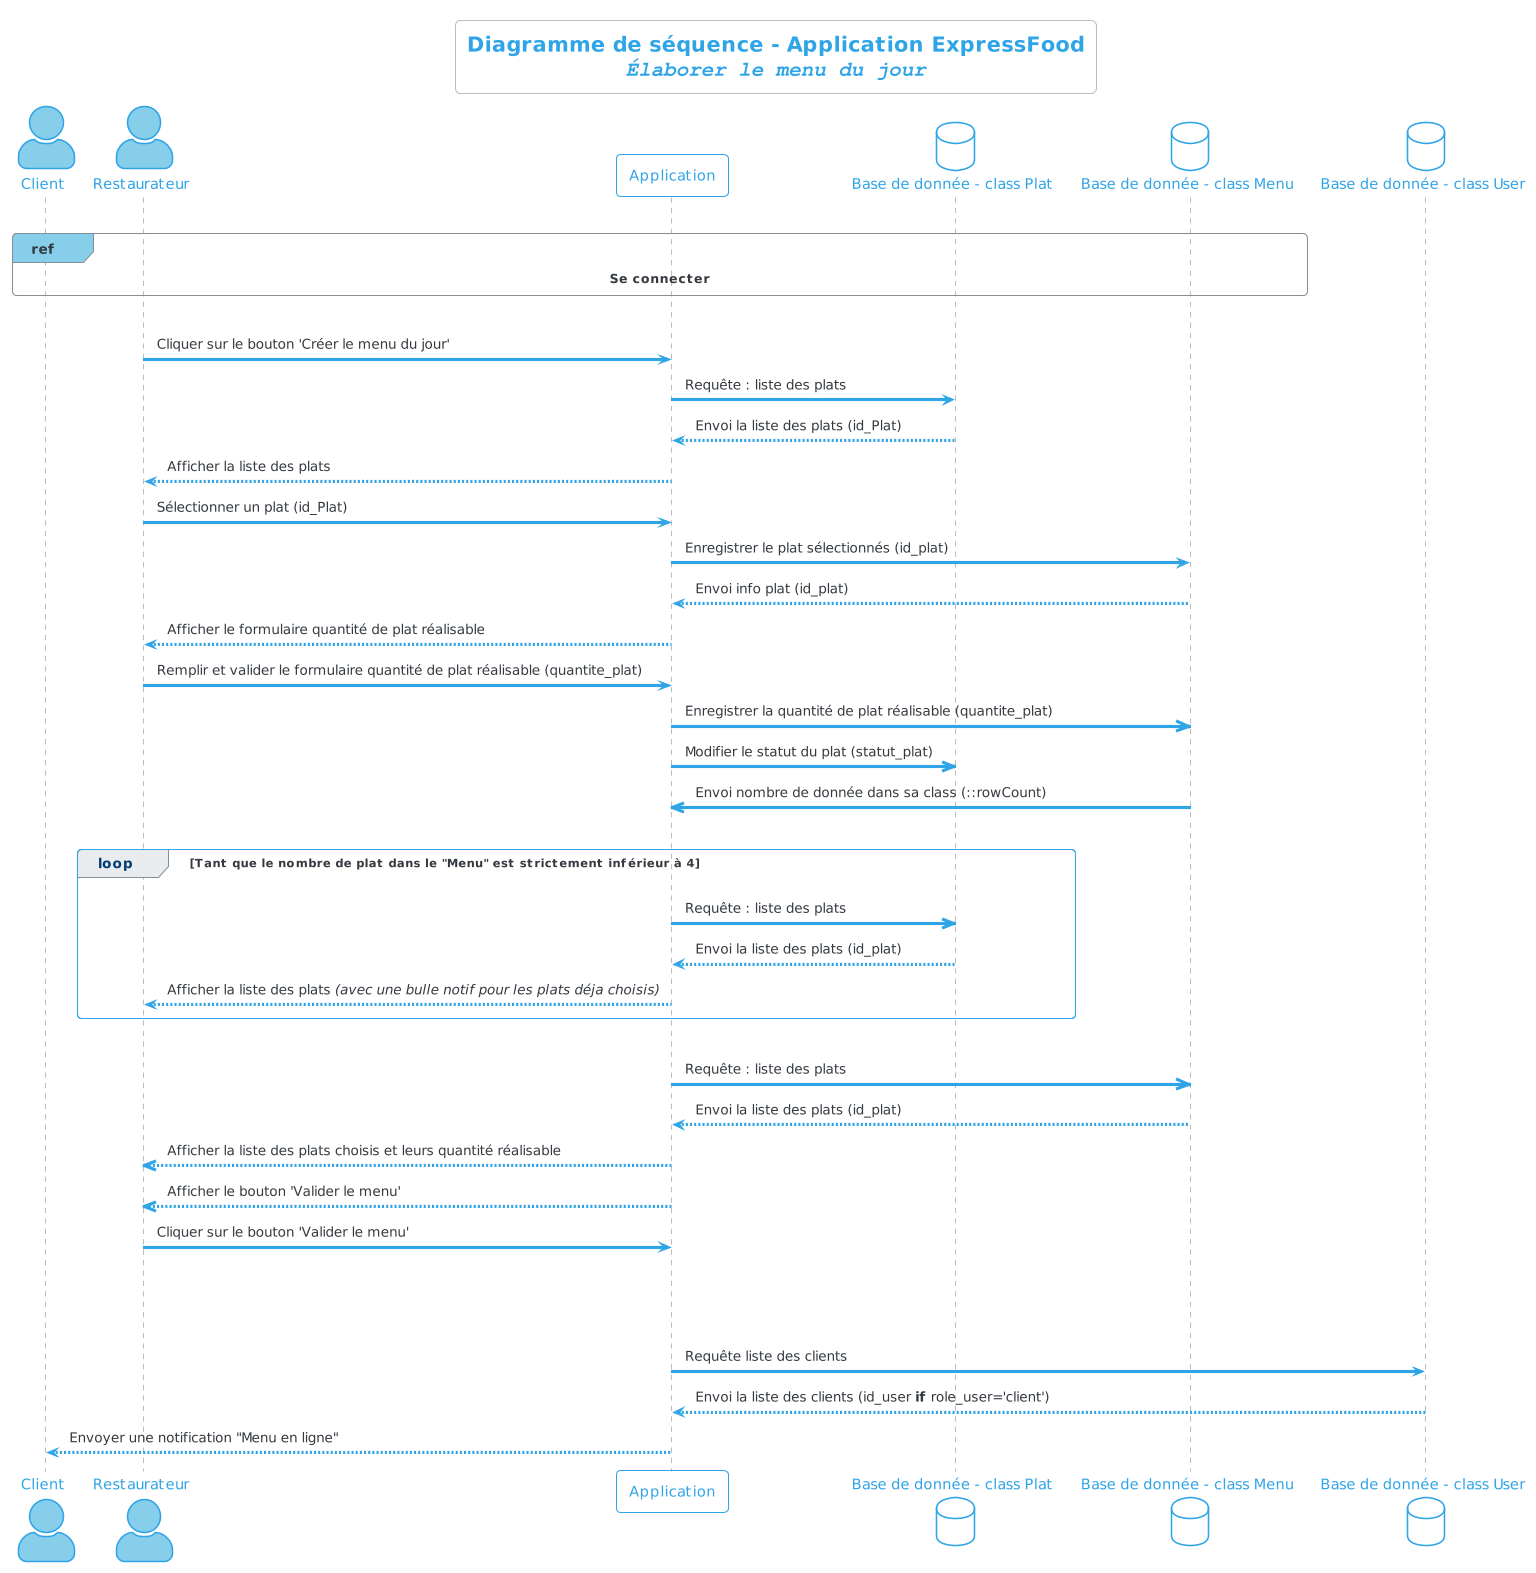 Diagramme de séquence - Application ExpressFood
Élaborer le menu du jour
Client
Restaurateur
Application
Base de donnée - class Plat
Base de donnée - class Menu
Base de donnée - class User
ref
Se connecter
Cliquer sur le bouton 'Créer le menu du jour'
Requête : liste des plats
Envoi la liste des plats (id_Plat)
Afficher la liste des plats
Sélectionner un plat (id_Plat)
Enregistrer le plat sélectionnés (id_plat)
Envoi info plat (id_plat)
Afficher le formulaire quantité de plat réalisable
Remplir et valider le formulaire quantité de plat réalisable (quantite_plat)
Enregistrer la quantité de plat réalisable (quantite_plat)
Modifier le statut du plat (statut_plat)
Envoi nombre de donnée dans sa class (::rowCount)
loop [Tant que le nombre de plat dans le "Menu" est strictement inférieur à 4]
Requête : liste des plats
Envoi la liste des plats (id_plat)
Afficher la liste des plats (avec une bulle notif pour les plats déja choisis)
Requête : liste des plats
Envoi la liste des plats (id_plat)
Afficher la liste des plats choisis et leurs quantité réalisable
Afficher le bouton 'Valider le menu'
Cliquer sur le bouton 'Valider le menu'
Requête liste des clients
Envoi la liste des clients (id_user if role_user='client')
Envoyer une notification "Menu en ligne"
Client
Restaurateur
Application
Base de donnée - class Plat
Base de donnée - class Menu
Base de donnée - class User